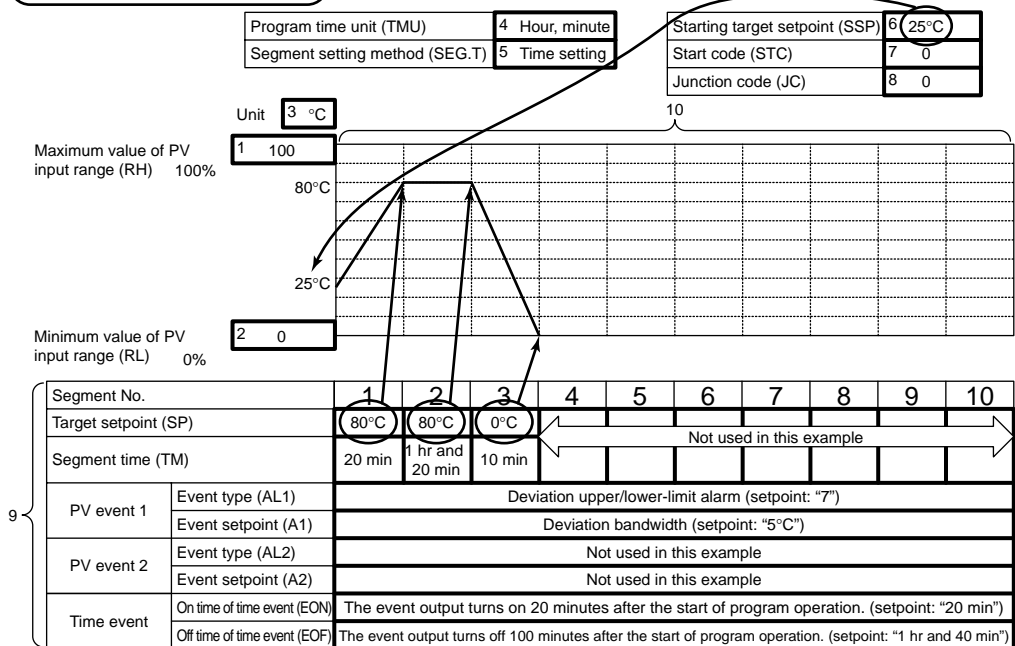 Program time unit (TMU) 4 Hour, minute
Segment setting method (SEG.T) 5 Time setting
Starting target setpoint (SSP) 6 25°C
Start code (STC) 7 0
Junction code (JC) 8 0
Unit 3 °C
10
Maximum value of PV
input range (RH) 100%
1 100
80°C
25°C
Minimum value of PV
input range (RL) 0%
2 0
Segment No. 1 2 3 4 5 6 7 8 9 10
Target setpoint (SP) 80°C 80°C 0°C
Not used in this example
Segment time (TM) 20 min 1 hr and 20 min 10 min
9
PV event 1
Event type (AL1) Deviation upper/lower-limit alarm (setpoint: “7”)
Event setpoint (A1) Deviation bandwidth (setpoint: “5°C”)
PV event 2
Event type (AL2) Not used in this example
Event setpoint (A2) Not used in this example
Time event
On time of time event (EON) The event output turns on 20 minutes after the start of program operation. (setpoint: “20 min”)
Off time of time event (EOF) The event output turns off 100 minutes after the start of program operation. (setpoint: “1 hr and 40 min”)